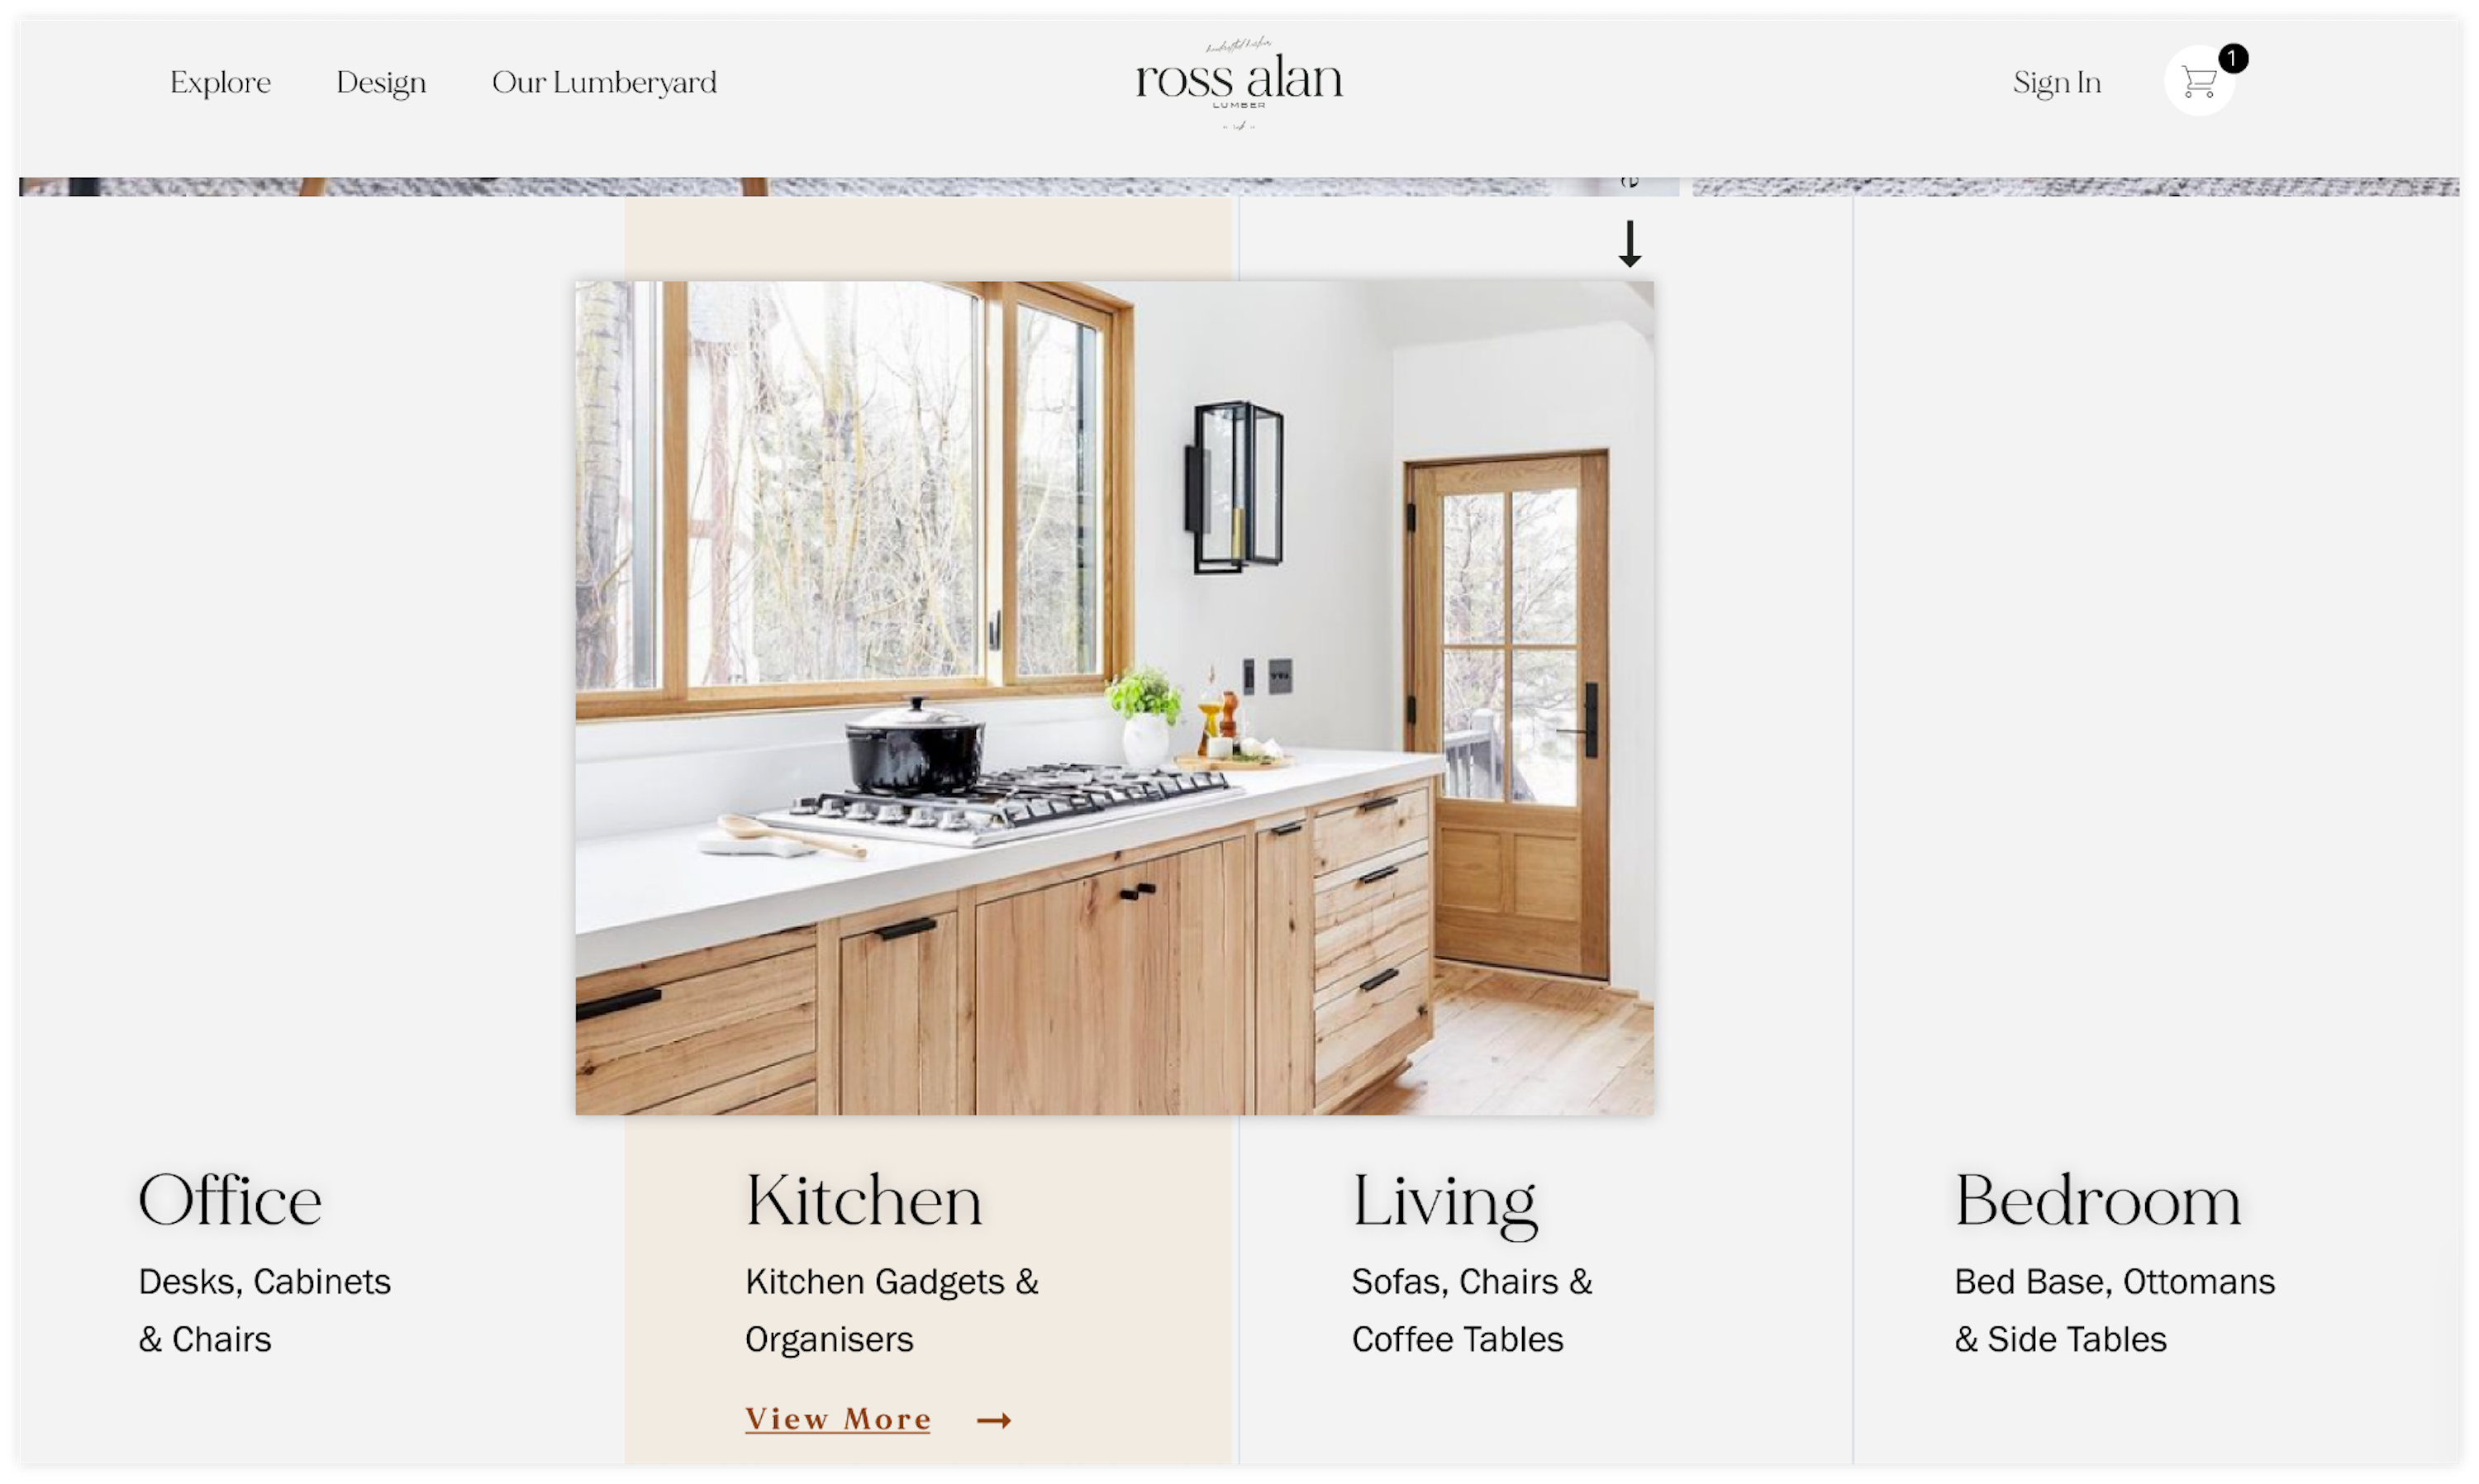 Explore
Design
Our Lumberyard
ross alan
LUMBER
Sign In
1
Office
Desks, Cabinets
& Chairs
Kitchen
Kitchen Gadgets &
Organisers
View More
Living
Sofas, Chairs &
Coffee Tables
Bedroom
Bed Base, Ottomans
& Side Tables